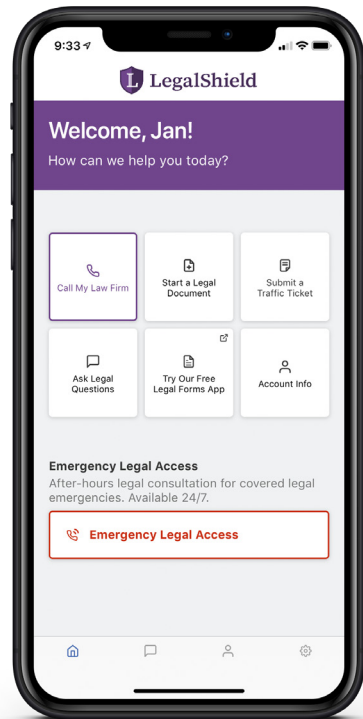 9:33
LegalShield
Welcome, Jan!
How can we help you today?
Call My Law Firm
Start a Legal
Document
Submit a
Traffic Ticket
Ask Legal
Questions
Try Our Free
Legal Forms App
Account Info
Emergency Legal Access
After-hours legal consultation for covered legal
emergencies. Available 24/7.
Emergency Legal Access